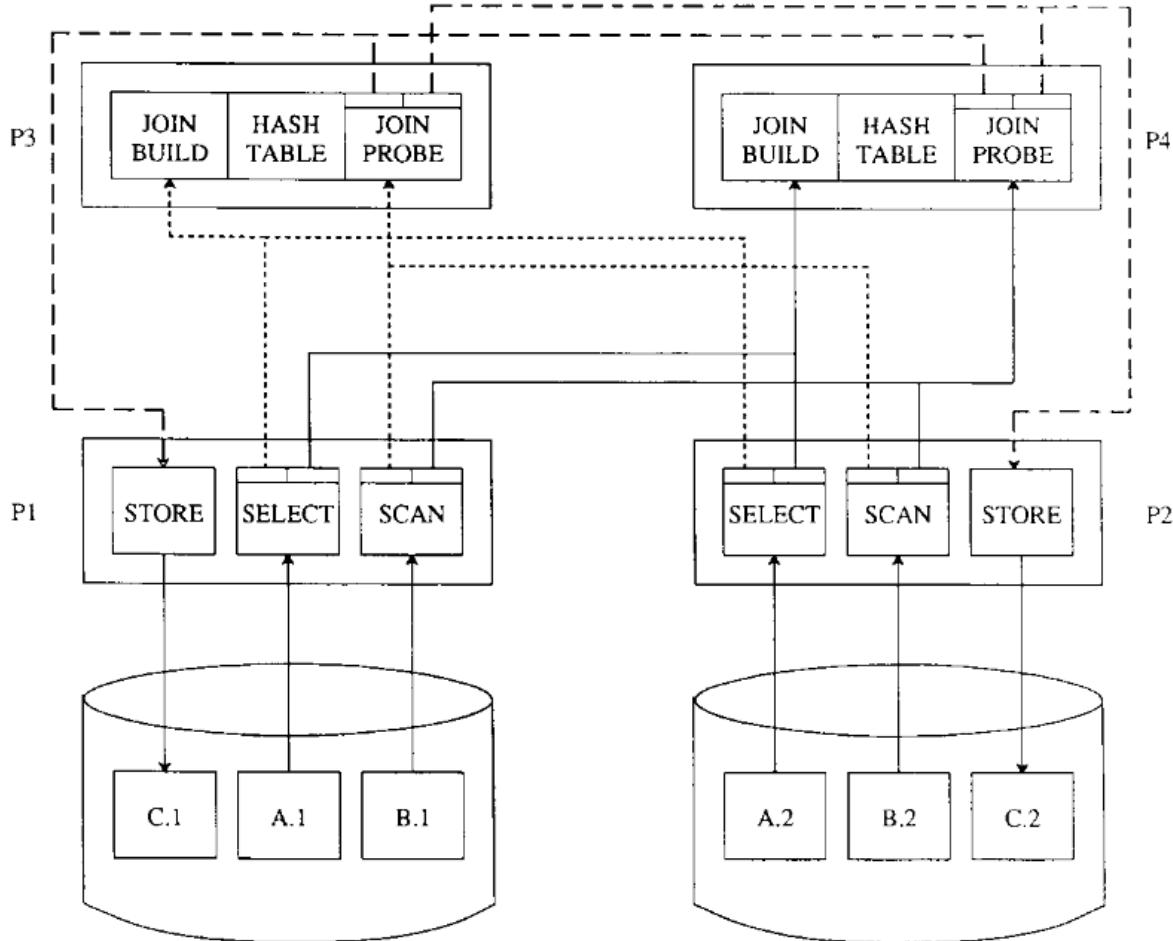 P3
JOIN
BUILD
HASH
TABLE
JOIN
PROBE
JOIN
BUILD
HASH
TABLE
JOIN
PROBE
P4
P1
STORE
SELECT
SCAN
SELECT
SCAN
STORE
P2
C.1
A.1
B.1
A.2
B.2
C.2